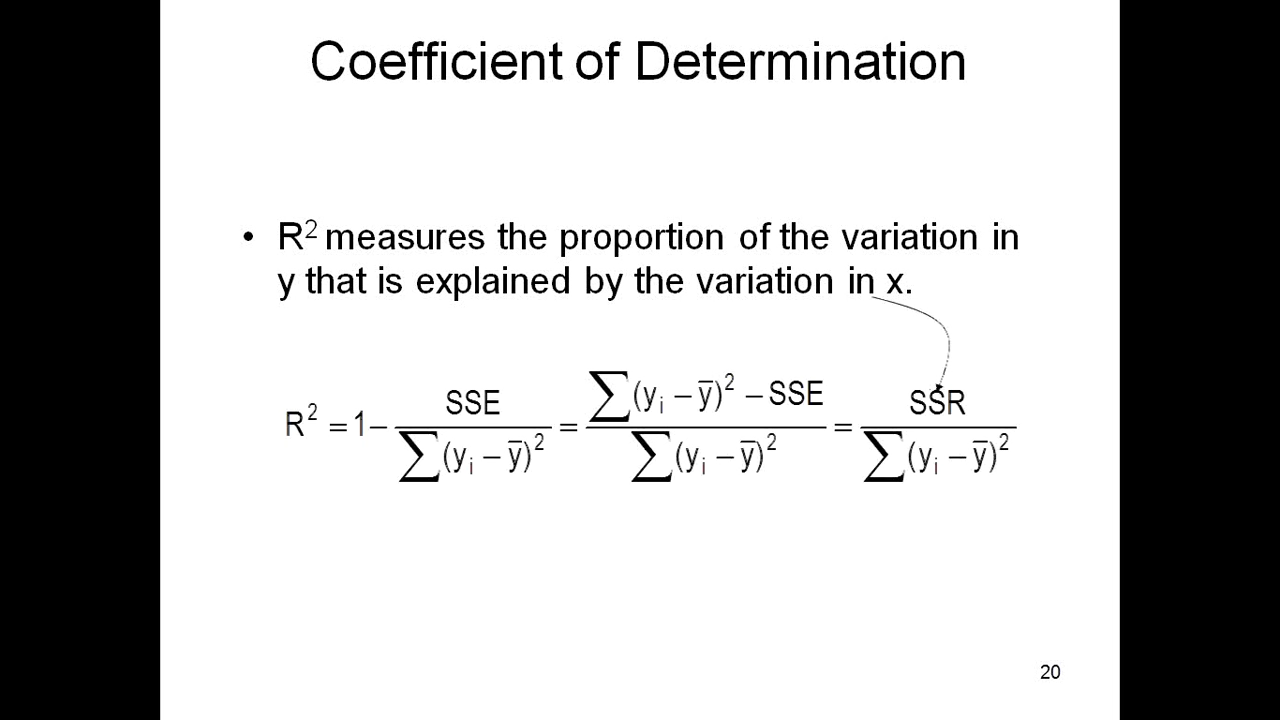 Coefficient of Determination
• R² measures the proportion of the variation in
y that is explained by the variation in x.
R² = 1 − SSE / ∑(yᵢ − ȳ)² = (∑(yᵢ − ȳ)² − SSE) / ∑(yᵢ − ȳ)² = SSR / ∑(yᵢ − ȳ)²
20